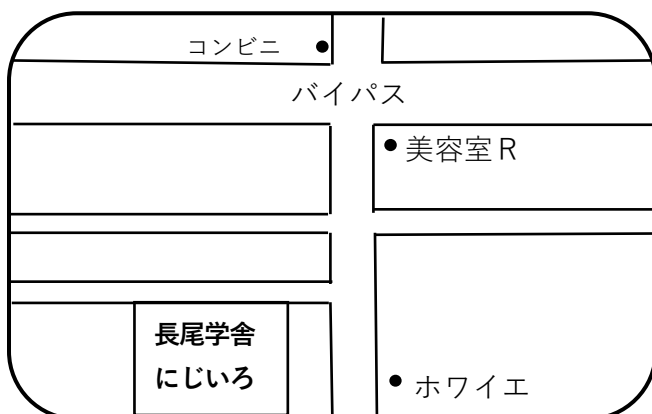 コンビニ
バイパス
美容室R
長尾学舎
にじいろ
ホワイエ